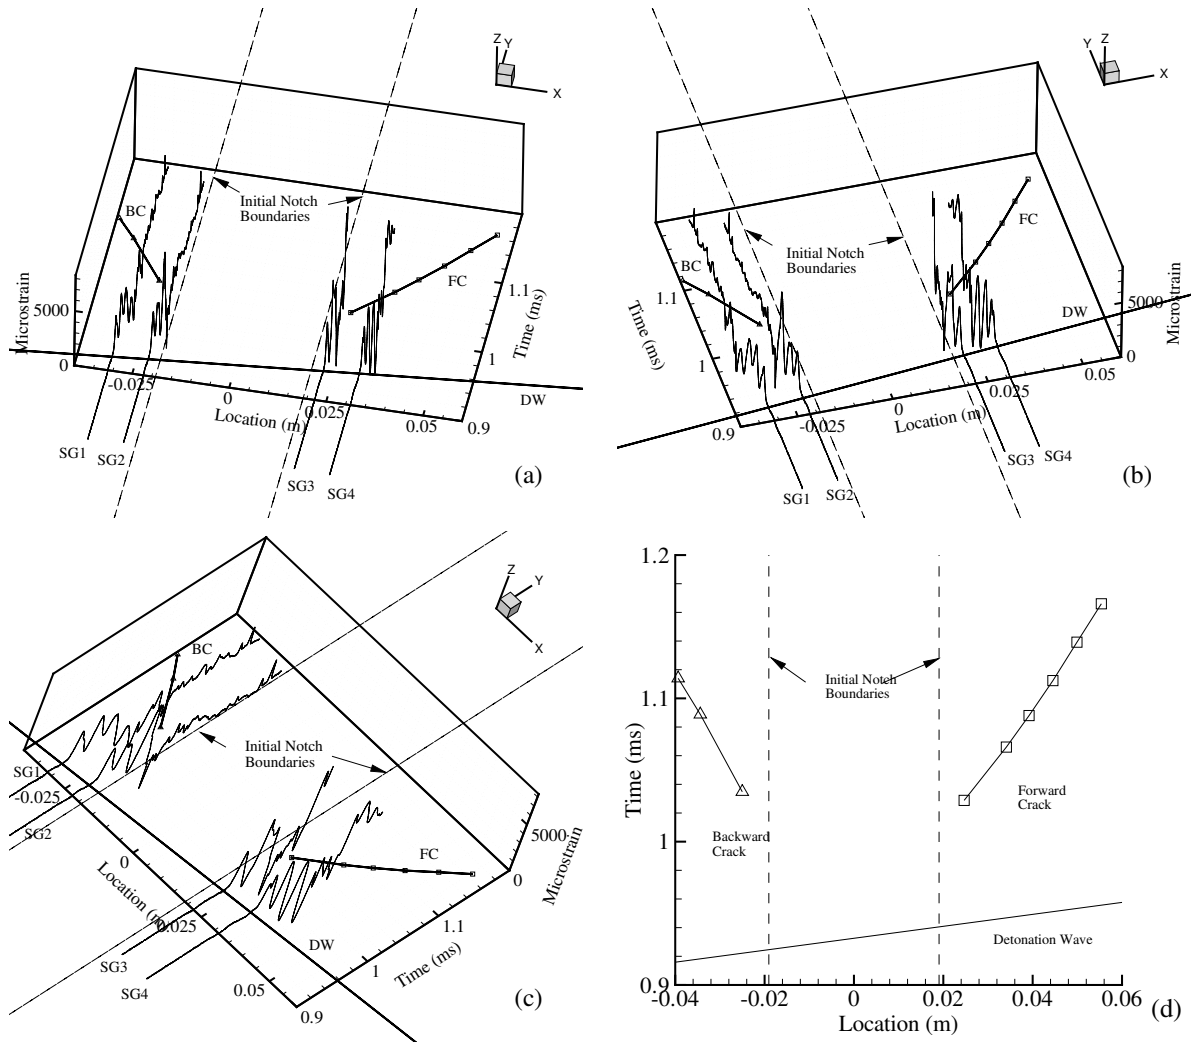 Z
Y
X
BC
Initial Notch
Boundaries
FC
Microstrain
5000
0
-0.025
0
0.025
0.05
Location (m)
0.9
1
1.1
Time (ms)
DW
SG1
SG2
SG3
SG4
(a)
Y
Z
X
BC
Initial Notch
Boundaries
FC
DW
Microstrain
5000
0
Time (ms)
1.1
1
0.9
-0.025
0
0.025
0.05
Location (m)
SG1
SG2
SG3
SG4
(b)
Z
Y
X
BC
Initial Notch
Boundaries
FC
SG1
SG2
-0.025
0
0.025
0.05
Location (m)
5000
0
Microstrain
1.1
1
0.9
Time (ms)
DW
SG3
SG4
(c)
1.2
1.1
1
0.9
Time (ms)
Initial Notch
Boundaries
Forward
Crack
Backward
Crack
Detonation Wave
-0.04
-0.02
0
0.02
0.04
0.06
Location (m)
(d)